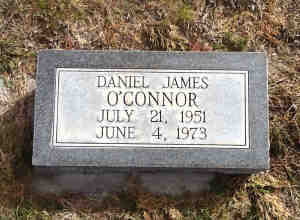 DANIEL JAMES
O'CONNOR
JULY 21, 1951
JUNE 4, 1973